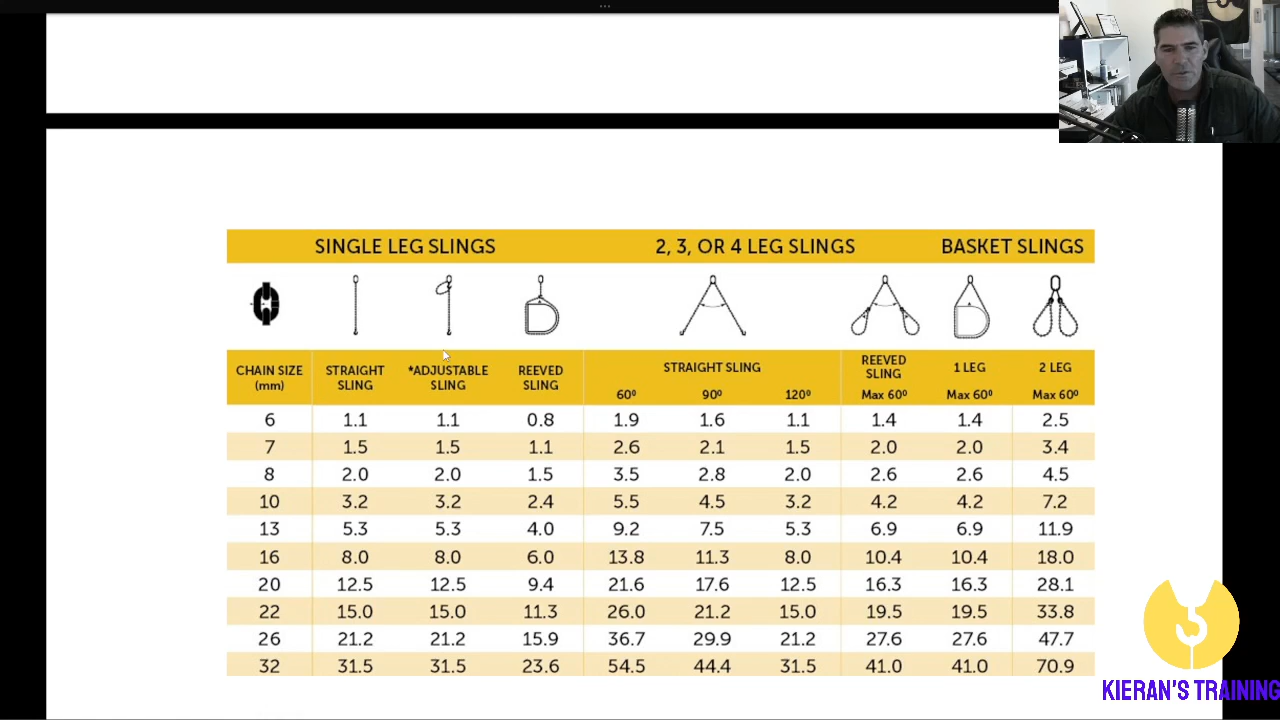 SINGLE LEG SLINGS 2, 3, OR 4 LEG SLINGS BASKET SLINGS
CHAIN SIZE (mm) STRAIGHT SLING *ADJUSTABLE SLING REEVED SLING STRAIGHT SLING REEVED SLING 1 LEG 2 LEG
60º 90º 120º Max 60º Max 60º Max 60º
6 1.1 1.1 0.8 1.9 1.6 1.1 1.4 1.4 2.5
7 1.5 1.5 1.1 2.6 2.1 1.5 2.0 2.0 3.4
8 2.0 2.0 1.5 3.5 2.8 2.0 2.6 2.6 4.5
10 3.2 3.2 2.4 5.5 4.5 3.2 4.2 4.2 7.2
13 5.3 5.3 4.0 9.2 7.5 5.3 6.9 6.9 11.9
16 8.0 8.0 6.0 13.8 11.3 8.0 10.4 10.4 18.0
20 12.5 12.5 9.4 21.6 17.6 12.5 16.3 16.3 28.1
22 15.0 15.0 11.3 26.0 21.2 15.0 19.5 19.5 33.8
26 21.2 21.2 15.9 36.7 29.9 21.2 27.6 27.6 47.7
32 31.5 31.5 23.6 54.5 44.4 31.5 41.0 41.0 70.9
KIERAN'S TRAINING